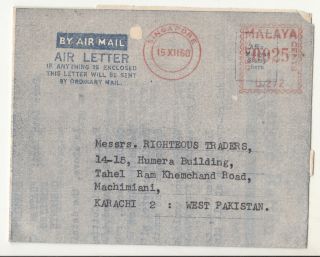 SINGAPORE
15 XII 60
MALAYA
0025
U.272
BY AIR MAIL
AIR LETTER
IF ANYTHING IS ENCLOSED
THIS LETTER WILL BE SENT
BY ORDINARY MAIL.
Messrs. RIGHTEOUS TRADERS,
14-15, Humera Building,
Tahel Ram Khemchand Road,
Machimiani,
KARACHI 2 : WEST PAKISTAN.